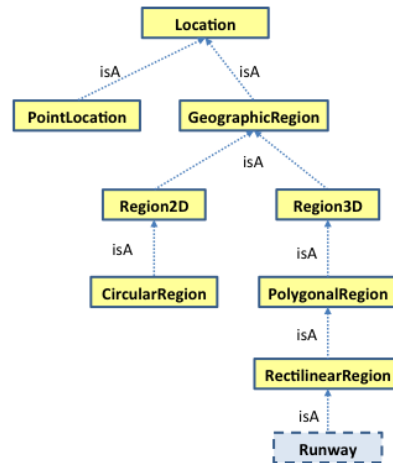 Location
isA
isA
PointLocation
GeographicRegion
isA
Region2D
Region3D
isA
isA
CircularRegion
PolygonalRegion
isA
RectilinearRegion
isA
Runway